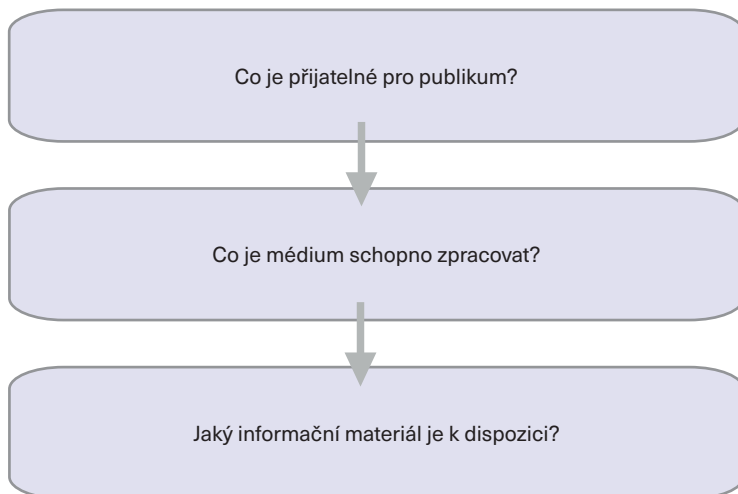 Co je přijatelné pro publikum?
Co je médium schopno zpracovat?
Jaký informační materiál je k dispozici?